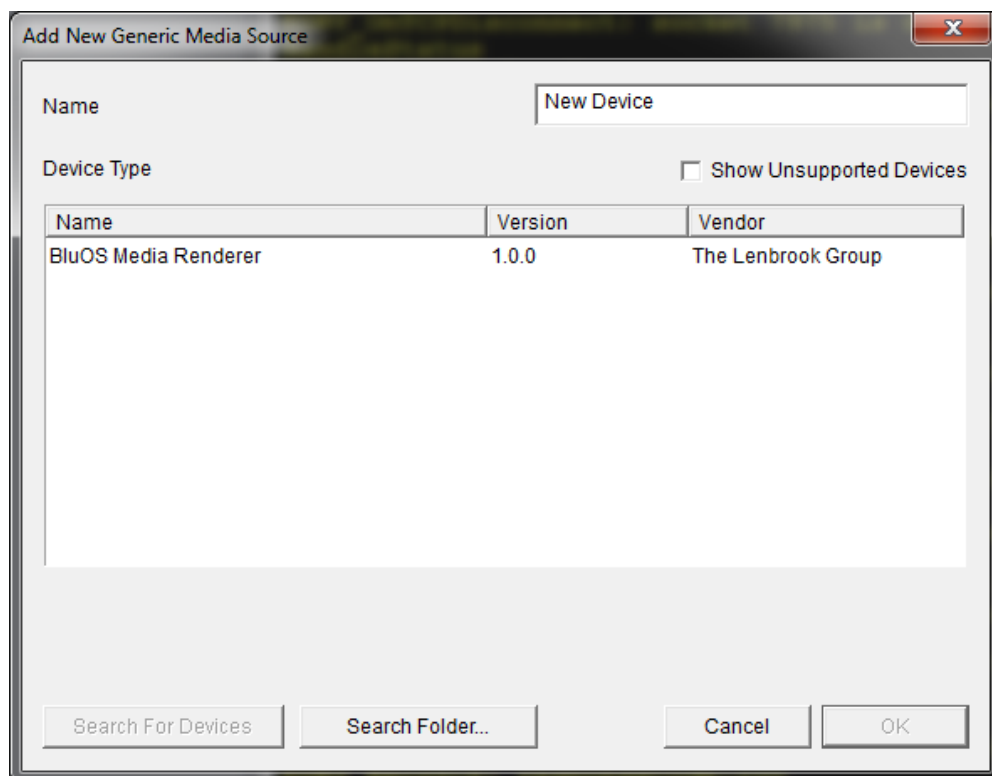 Add New Generic Media Source
Name
New Device
Device Type
Show Unsupported Devices
Name Version Vendor
BluOS Media Renderer 1.0.0 The Lenbrook Group
Search For Devices Search Folder... Cancel OK